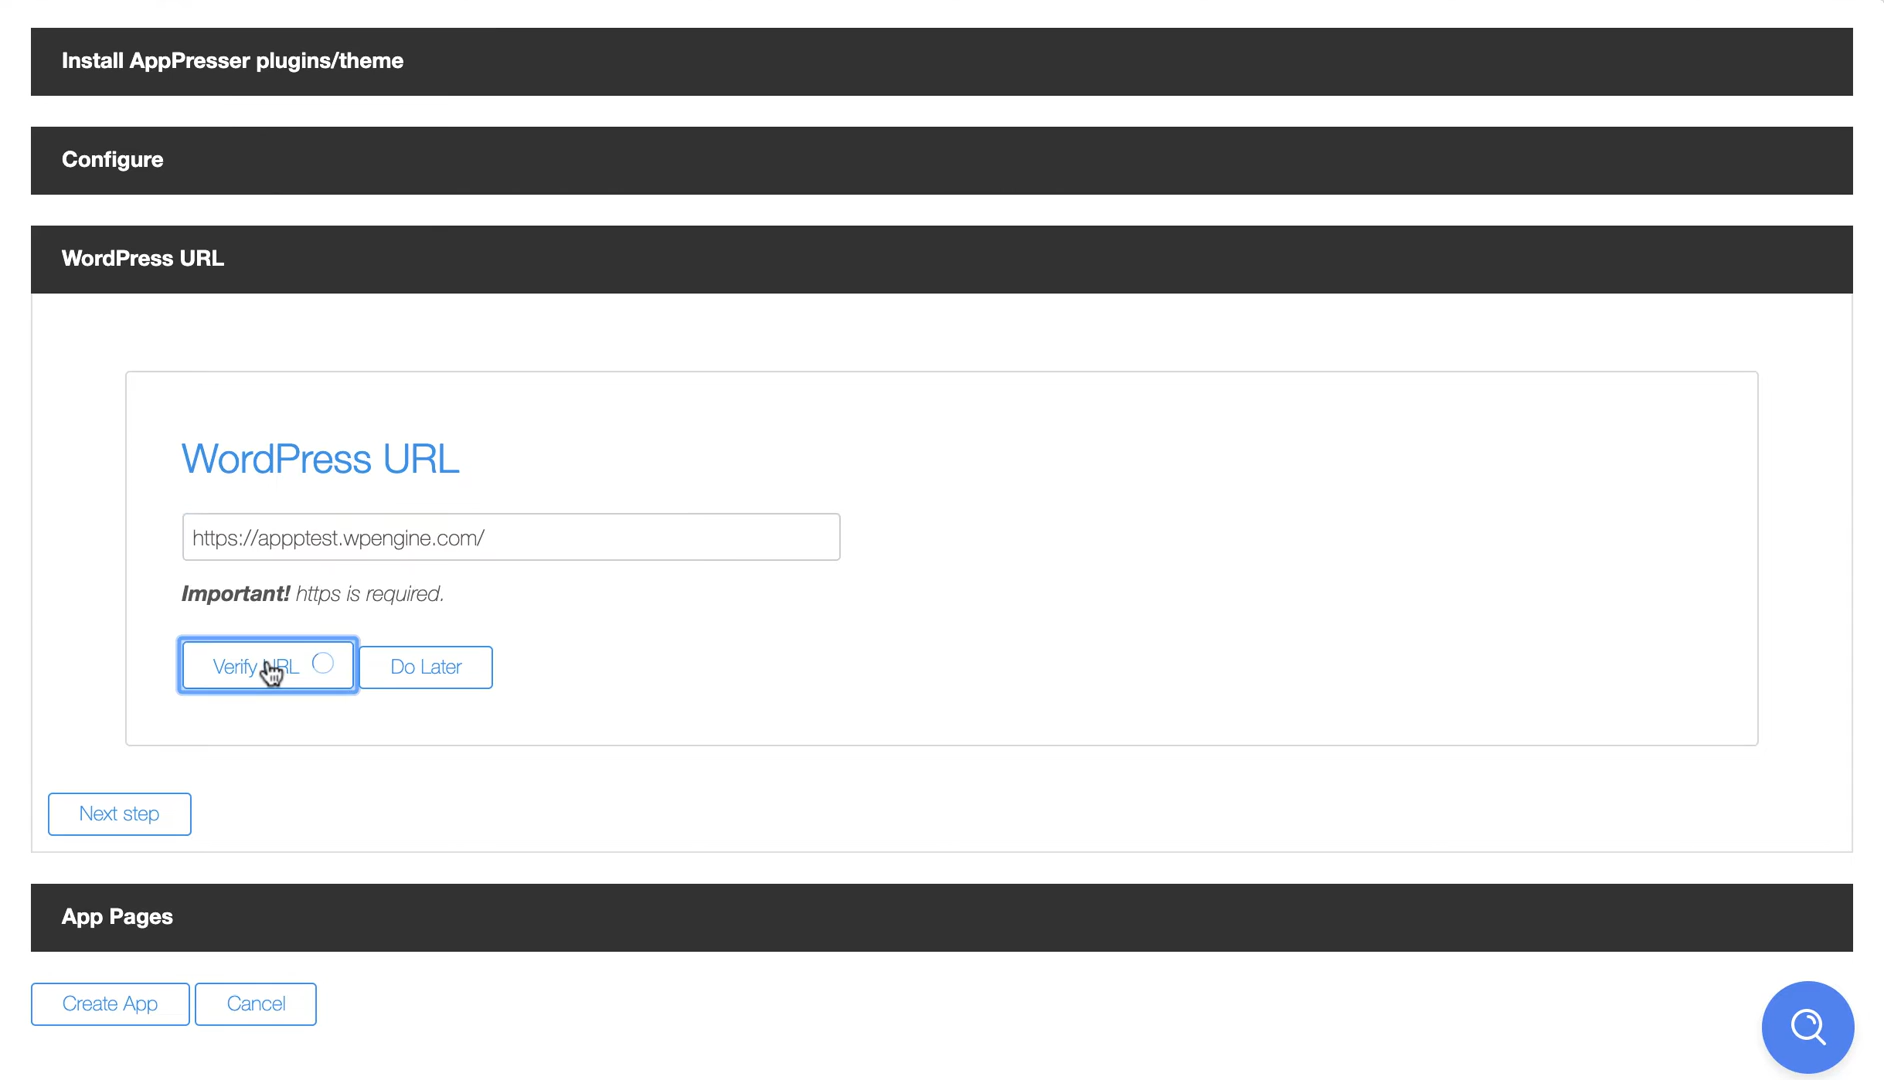 Install AppPresser plugins/theme
Configure
WordPress URL
WordPress URL
https://appptest.wpengine.com/
Important! https is required.
Verify URL
Do Later
Next step
App Pages
Create App
Cancel